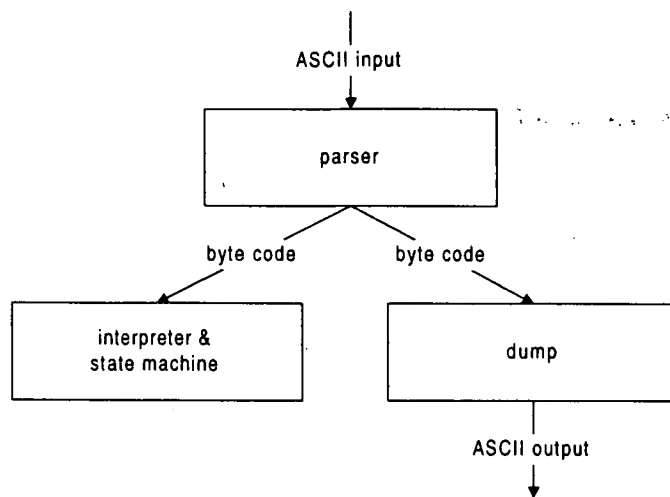 ASCII input
parser
byte code
byte code
interpreter &
state machine
dump
ASCII output